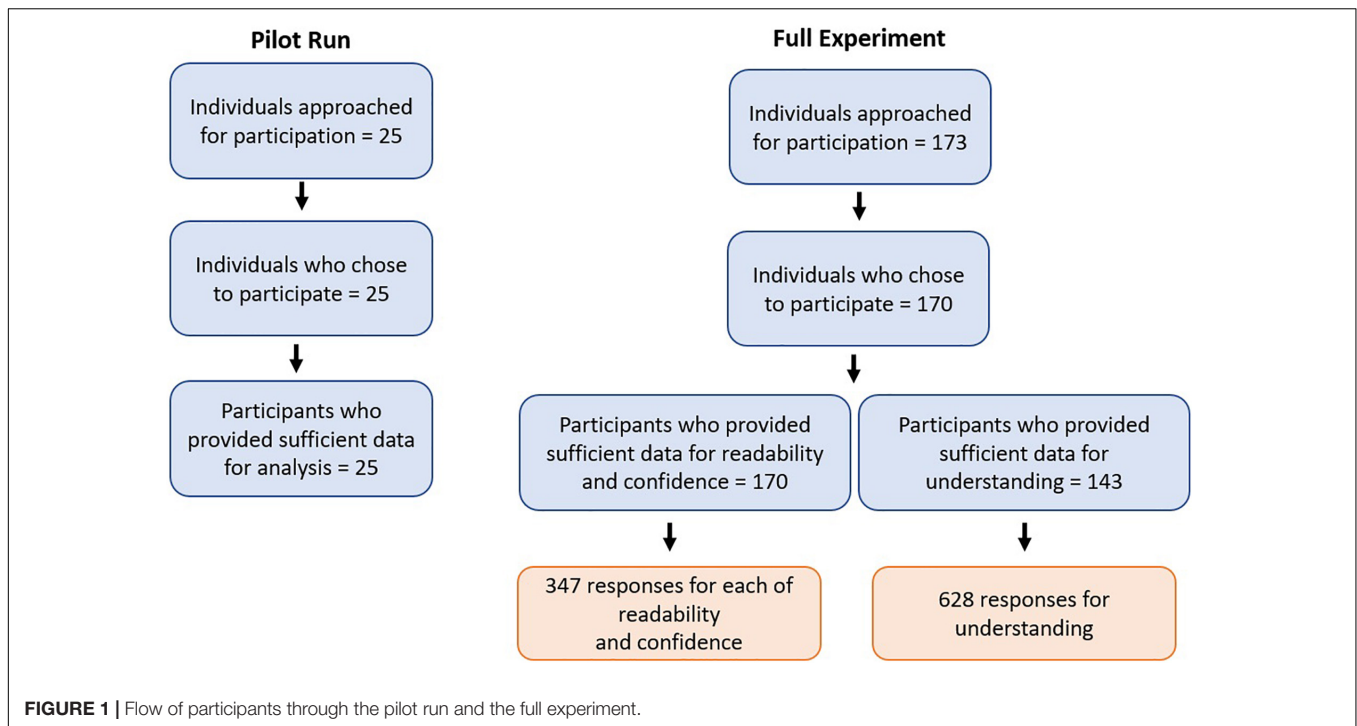 Pilot Run
Individuals approached
for participation = 25
Individuals who chose
to participate = 25
Participants who
provided sufficient data
for analysis = 25
Full Experiment
Individuals approached
for participation = 173
Individuals who chose
to participate = 170
Participants who provided
sufficient data for readability
and confidence = 170
Participants who provided
sufficient data for
understanding = 143
347 responses for each of
readability
and confidence
628 responses for
understanding
FIGURE 1 | Flow of participants through the pilot run and the full experiment.